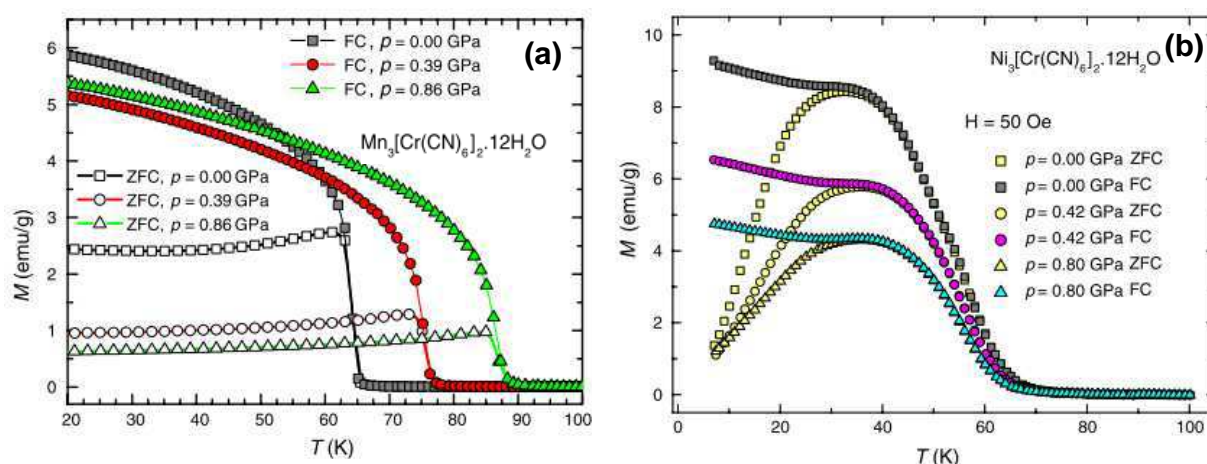 (a)
FC, p = 0.00 GPa
FC, p = 0.39 GPa
FC, p = 0.86 GPa
Mn₃[Cr(CN)₆]₂.12H₂O
ZFC, p = 0.00 GPa
ZFC, p = 0.39 GPa
ZFC, p = 0.86 GPa
M (emu/g)
6
5
4
3
2
1
0
20 30 40 50 60 70 80 90 100
T (K)
(b)
Ni₃[Cr(CN)₆]₂.12H₂O
H = 50 Oe
p = 0.00 GPa ZFC
p = 0.00 GPa FC
p = 0.42 GPa ZFC
p = 0.42 GPa FC
p = 0.80 GPa ZFC
p = 0.80 GPa FC
M (emu/g)
10
8
6
4
2
0
0 20 40 60 80 100
T (K)